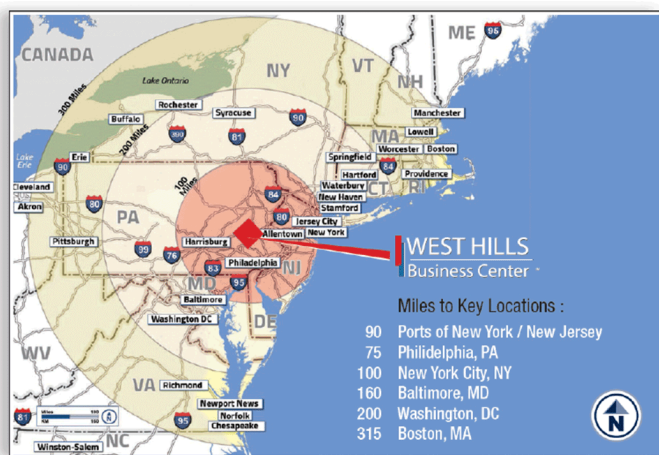 CANADA
ME
95
VT
NY
NH
Lake Ontario
300 Miles
Rochester
Syracuse
90
Manchester
Buffalo
200 Miles
390
81
MA
Lowell
Worcester
Boston
Springfield
Lake Erie
90
Erie
100 Miles
84
Hartford
CT
RI
Providence
Waterbury
Cleveland
84
New Haven
Akron
80
PA
80
Stamford
Jersey City
Allentown
New York
Pittsburgh
99
76
Harrisburg
WEST HILLS
Business Center
83
Philadelphia
NJ
MD
95
Baltimore
DE
Washington DC
WV
VA
Richmond
Newport News
Norfolk
Chesapeake
81
Miles
95
NC
Winston-Salem
Miles to Key Locations :
90 Ports of New York / New Jersey
75 Philidelphia, PA
100 New York City, NY
160 Baltimore, MD
200 Washington, DC
315 Boston, MA
N